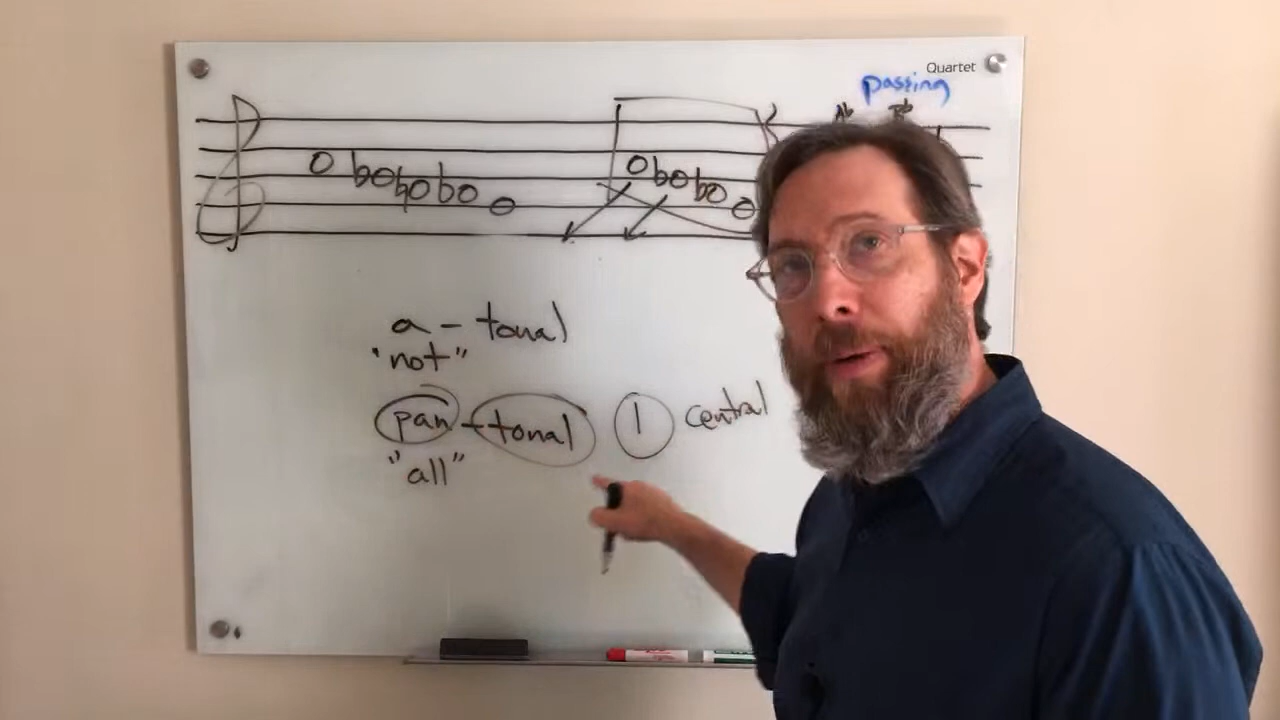 Quartet
passing
a - tonal
"not"
pan - tonal 1 central
"all"